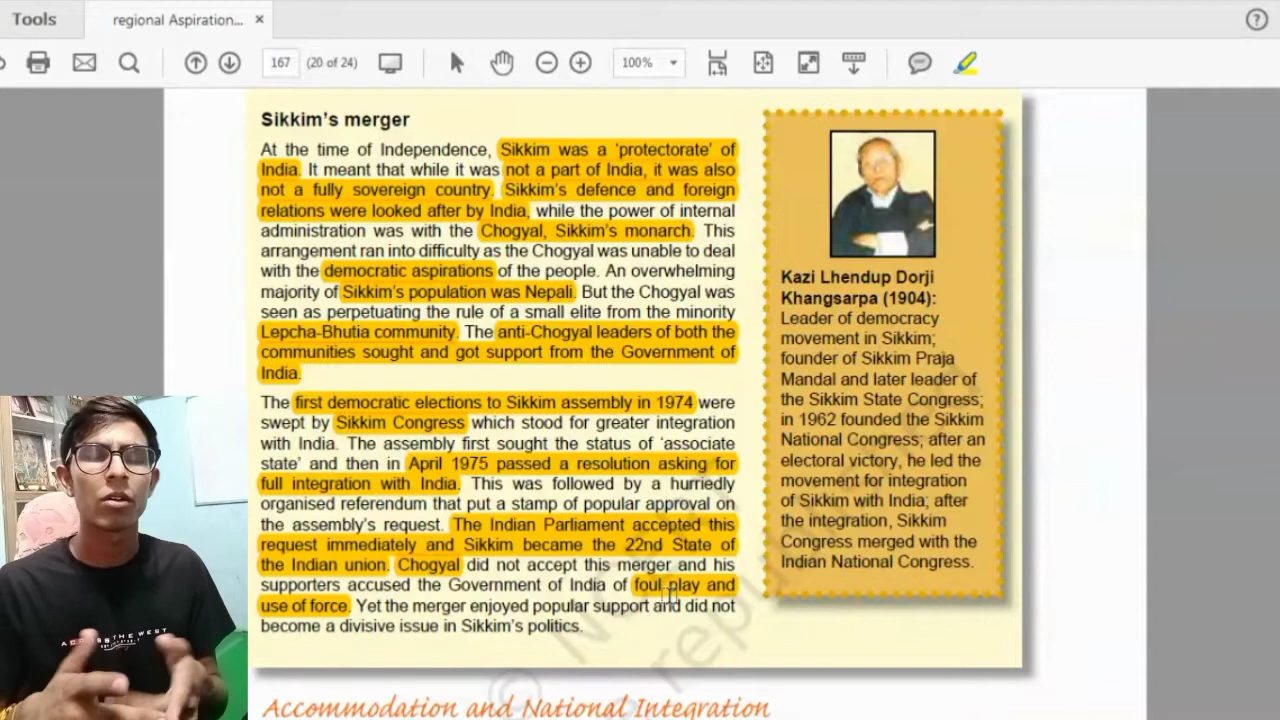 Tools
regional Aspiration... ×
167 (20 of 24) 100%
Sikkim's merger
At the time of Independence, Sikkim was a 'protectorate' of
India. It meant that while it was not a part of India, it was also
not a fully sovereign country. Sikkim's defence and foreign
relations were looked after by India, while the power of internal
administration was with the Chogyal, Sikkim's monarch. This
arrangement ran into difficulty as the Chogyal was unable to deal
with the democratic aspirations of the people. An overwhelming
majority of Sikkim's population was Nepali. But the Chogyal was
seen as perpetuating the rule of a small elite from the minority
Lepcha-Bhutia community. The anti-Chogyal leaders of both the
communities sought and got support from the Government of
India.
The first democratic elections to Sikkim assembly in 1974 were
swept by Sikkim Congress which stood for greater integration
with India. The assembly first sought the status of 'associate
state' and then in April 1975 passed a resolution asking for
full integration with India. This was followed by a hurriedly
organised referendum that put a stamp of popular approval on
the assembly's request. The Indian Parliament accepted this
request immediately and Sikkim became the 22nd State of
the Indian union. Chogyal did not accept this merger and his
supporters accused the Government of India of foul play and
use of force. Yet the merger enjoyed popular support and did not
become a divisive issue in Sikkim's politics.
Kazi Lhendup Dorji
Khangsarpa (1904):
Leader of democracy
movement in Sikkim;
founder of Sikkim Praja
Mandal and later leader of
the Sikkim State Congress;
in 1962 founded the Sikkim
National Congress; after an
electoral victory, he led the
movement for integration
of Sikkim with India; after
the integration, Sikkim
Congress merged with the
Indian National Congress.
Accommodation and National Integration